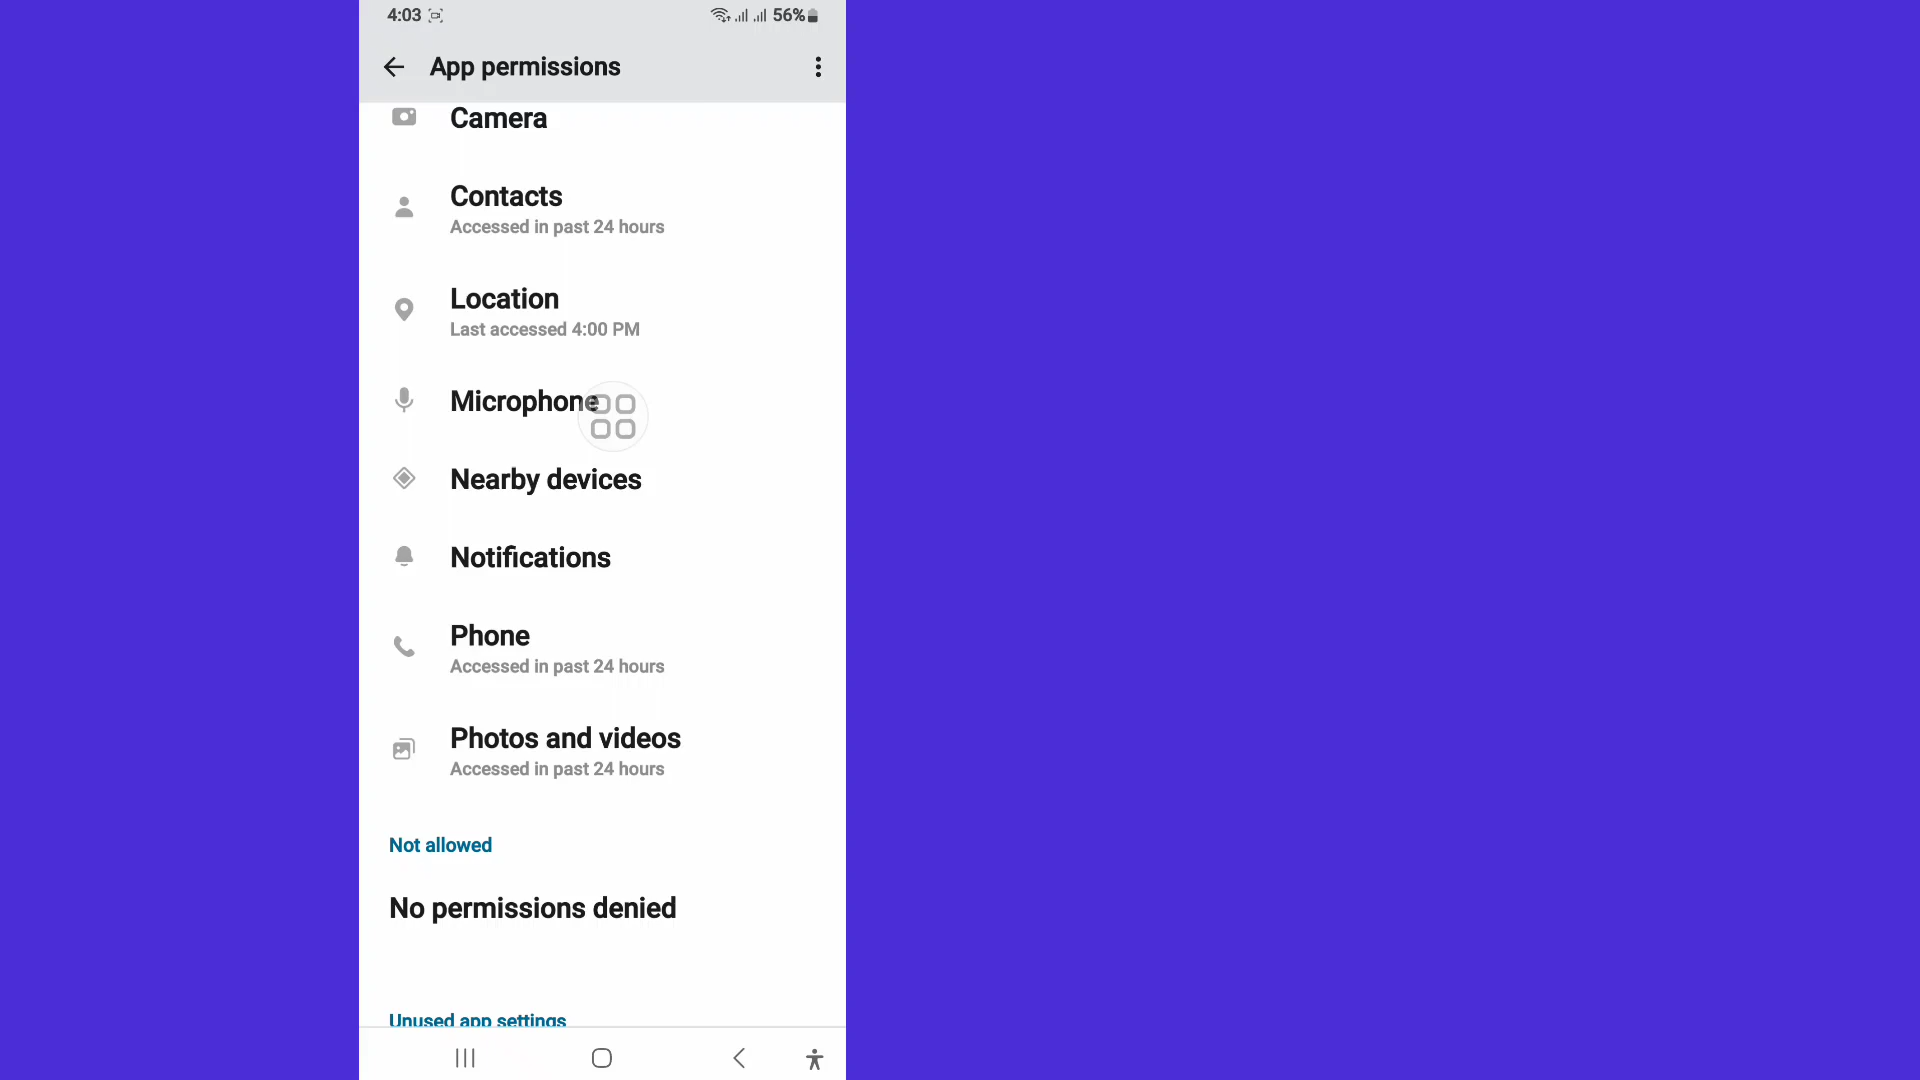 4:03 56%
App permissions
Camera
Contacts
Accessed in past 24 hours
Location
Last accessed 4:00 PM
Microphone
Nearby devices
Notifications
Phone
Accessed in past 24 hours
Photos and videos
Accessed in past 24 hours
Not allowed
No permissions denied
Unused app settings